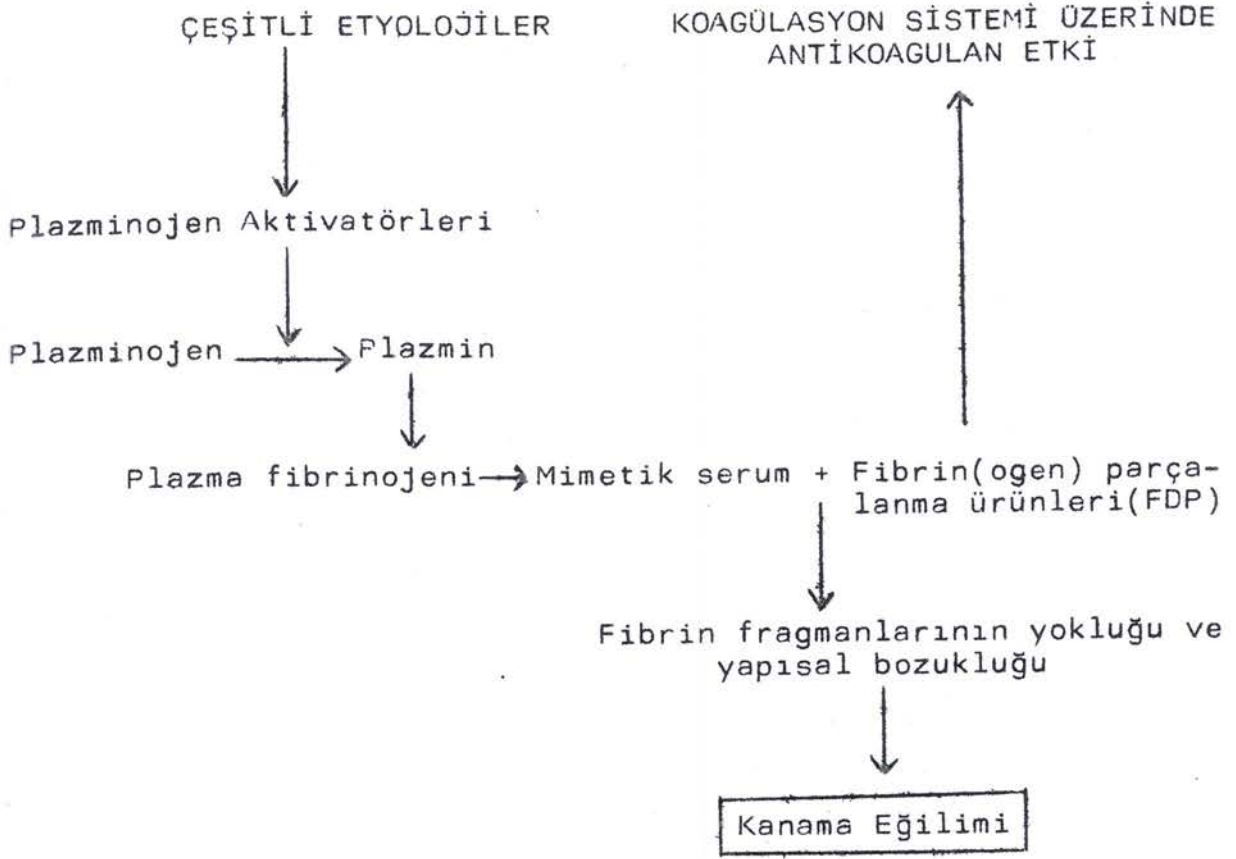 ÇEŞİTLİ ETYOLOJİLER
KOAGÜLASYON SİSTEMİ ÜZERİNDE
ANTİKOAGULAN ETKİ
Plazminojen Aktivatörleri
Plazminojen
Plazmin
Plazma fibrinojeni
Mimetik serum + Fibrin(ogen) parça-
lanma ürünleri(FDP)
Fibrin fragmanlarının yokluğu ve
yapısal bozukluğu
Kanama Eğilimi